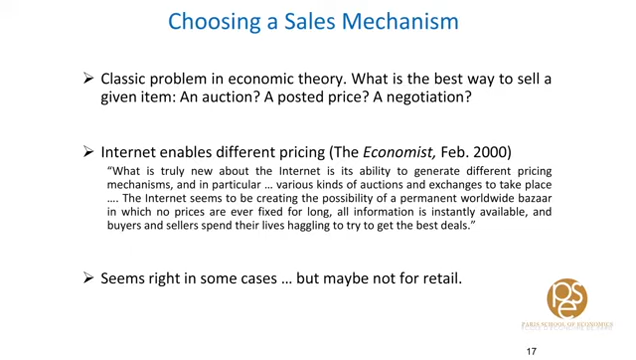 Choosing a Sales Mechanism
➢ Classic problem in economic theory. What is the best way to sell a
given item: An auction? A posted price? A negotiation?
➢ Internet enables different pricing (The Economist, Feb. 2000)
“What is truly new about the Internet is its ability to generate different pricing
mechanisms, and in particular … various kinds of auctions and exchanges to take place
…. The Internet seems to be creating the possibility of a permanent worldwide bazaar
in which no prices are ever fixed for long, all information is instantly available, and
buyers and sellers spend their lives haggling to try to get the best deals.”
➢ Seems right in some cases … but maybe not for retail.
pse
PARIS SCHOOL OF ECONOMICS
17